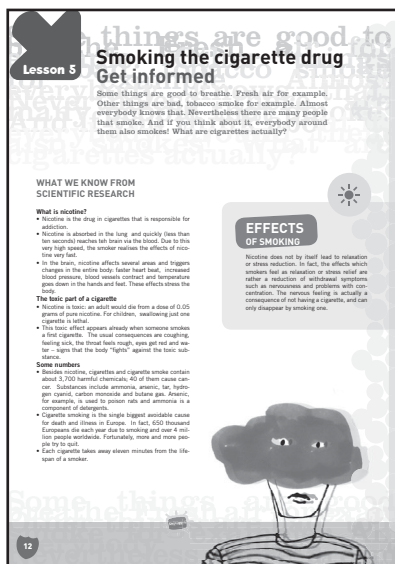 Lesson 5
Smoking the cigarette drug
Get informed
Some things are good to breathe. Fresh air for example.
Other things are bad, tobacco smoke for example. Almost
everybody knows that. Nevertheless there are many people
that smoke. And if you think about it, everybody around
them also smokes! What are cigarettes actually?
WHAT WE KNOW FROM
SCIENTIFIC RESEARCH
What is nicotine?
• Nicotine is the drug in cigarettes that is responsible for
addiction.
• Nicotine is absorbed in the lung and quickly (less than
ten seconds) reaches teh brain via the blood. Due to this
very high speed, the smoker realises the effects of nico-
tine very fast.
• In the brain, nicotine affects several areas and triggers
changes in the entire body: faster heart beat, increased
blood pressure, blood vessels contract and temperature
goes down in the hands and feet. These effects stress the
body.
The toxic part of a cigarette
• Nicotine is toxic: an adult would die from a dose of 0.05
grams of pure nicotine. For children, swallowing just one
cigarette is lethal.
• This toxic effect appears already when someone smokes
a first cigarette. The usual consequences are coughing,
feeling sick, the throat feels rough, eyes get red and wa-
ter – signs that the body "fights" against the toxic sub-
stance.
Some numbers
• Besides nicotine, cigarettes and cigarette smoke contain
about 3,700 harmful chemicals; 40 of them cause can-
cer. Substances include ammonia, arsenic, tar, hydro-
gen cyanid, carbon monoxide and butane gas. Arsenic,
for example, is used to poison rats and ammonia is a
component of detergents.
• Cigarette smoking is the single biggest avoidable cause
for death and illness in Europe. In fact, 650 thousand
Europeans die each year due to smoking and over 4 mil-
lion people worldwide. Fortunately, more and more peo-
ple try to quit.
• Each cigarette takes away eleven minutes from the life-
span of a smoker.
EFFECTS
OF SMOKING
Nicotine does not by itself lead to relaxation
or stress reduction. In fact, the effects which
smokers feel as relaxation or stress relief are
rather a reduction of withdrawal symptoms
such as nervousness and problems with con-
centration. The nervous feeling is actually a
consequence of not having a cigarette, and can
only disappear by smoking one.
12